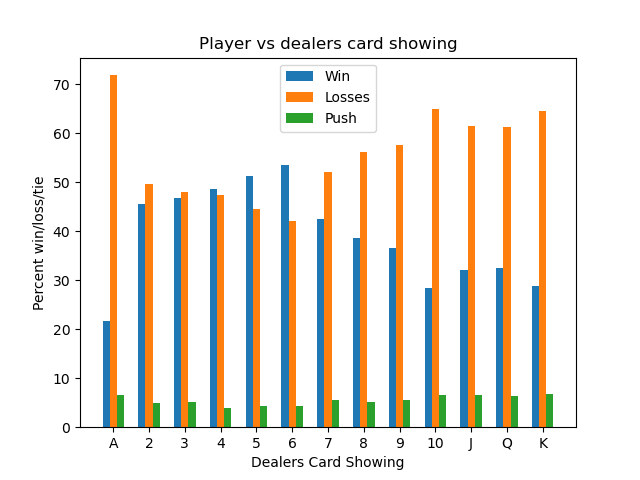 Player vs dealers card showing
Win
Losses
Push
Percent win/loss/tie
70
60
50
40
30
20
10
0
A 2 3 4 5 6 7 8 9 10 J Q K
Dealers Card Showing